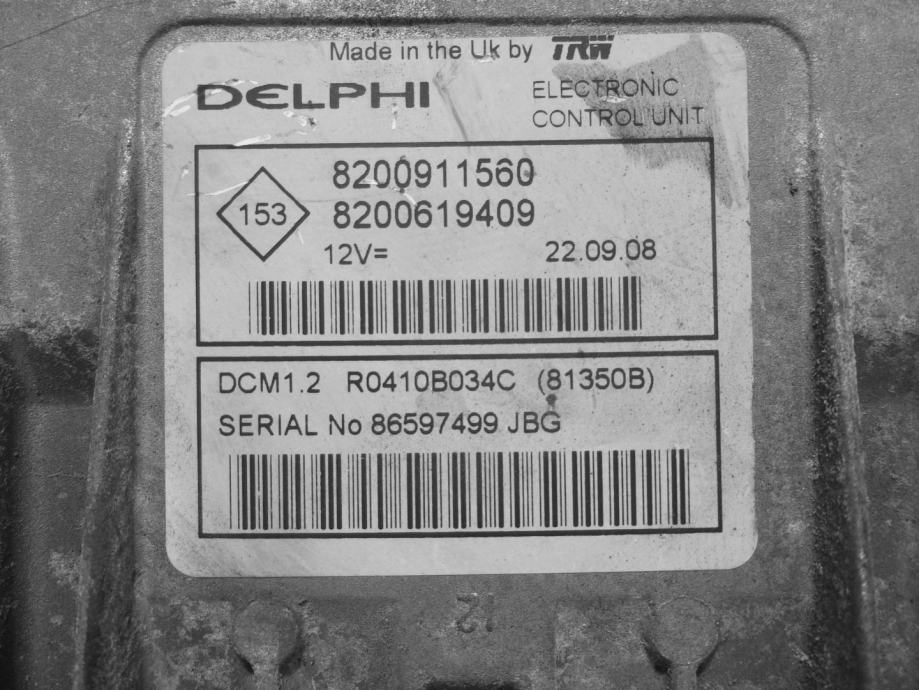 Made in the Uk by TRW
DELPHI
ELECTRONIC
CONTROL UNIT
8200911560
153
8200619409
12V= 22.09.08
DCM1.2 R0410B034C (81350B)
SERIAL No 86597499 JBG
12